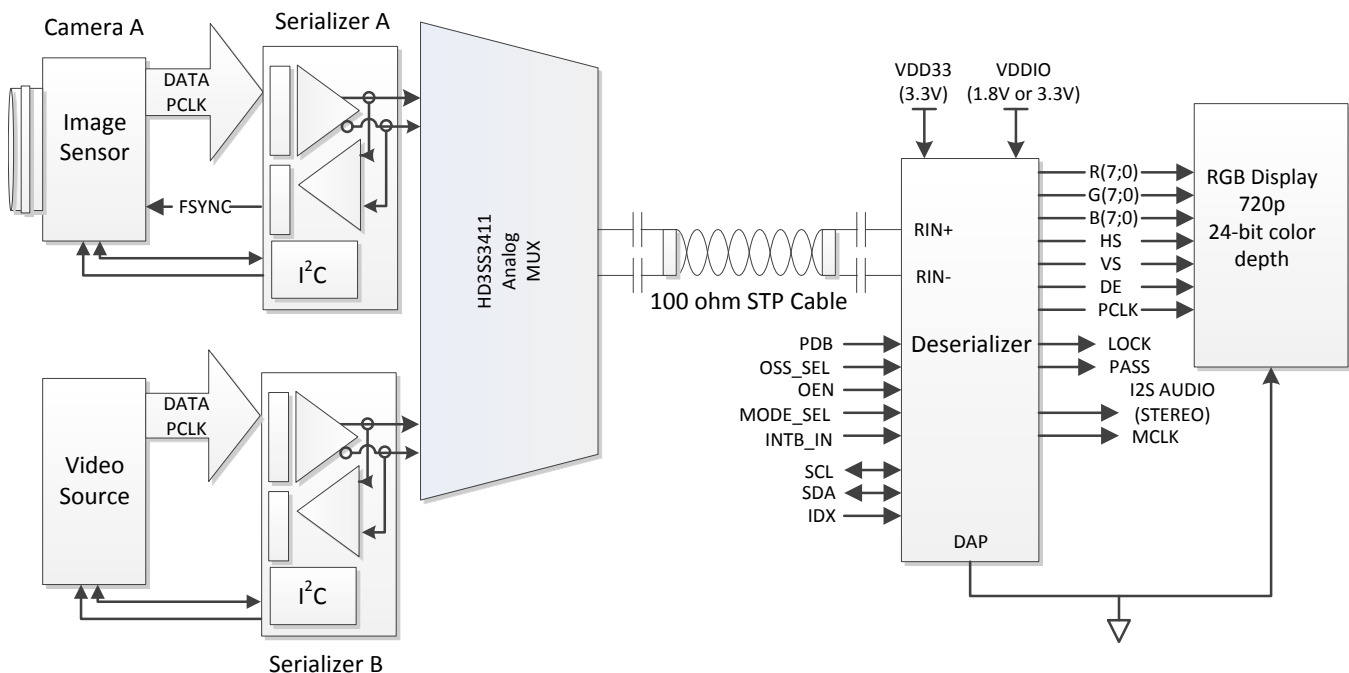 Camera A
Serializer A
DATA
PCLK
Image
Sensor
FSYNC
I²C
HD3SS3411
Analog
MUX
100 ohm STP Cable
VDD33
(3.3V)
VDDIO
(1.8V or 3.3V)
RIN+
RIN-
Deserializer
DAP
R(7;0)
G(7;0)
B(7;0)
HS
VS
DE
PCLK
LOCK
PASS
I2S AUDIO
(STEREO)
MCLK
RGB Display
720p
24-bit color
depth
PDB
OSS_SEL
OEN
MODE_SEL
INTB_IN
SCL
SDA
IDX
DATA
PCLK
Video
Source
I²C
Serializer B